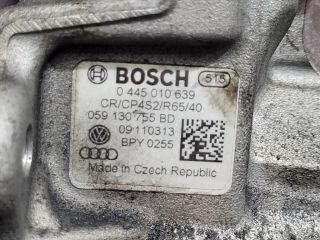 BOSCH 515
0 445 010 639
CR/CP4S2/R65/40
059 130 755 BD
09110313
BPY 0255
Made in Czech Republic